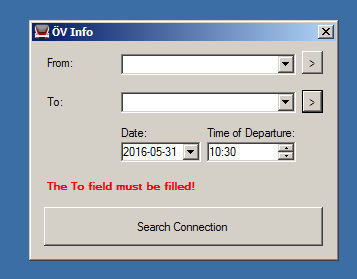 ÖV Info
From:
>
To:
>
Date: Time of Departure:
2016-05-31 10:30
The To field must be filled!
Search Connection